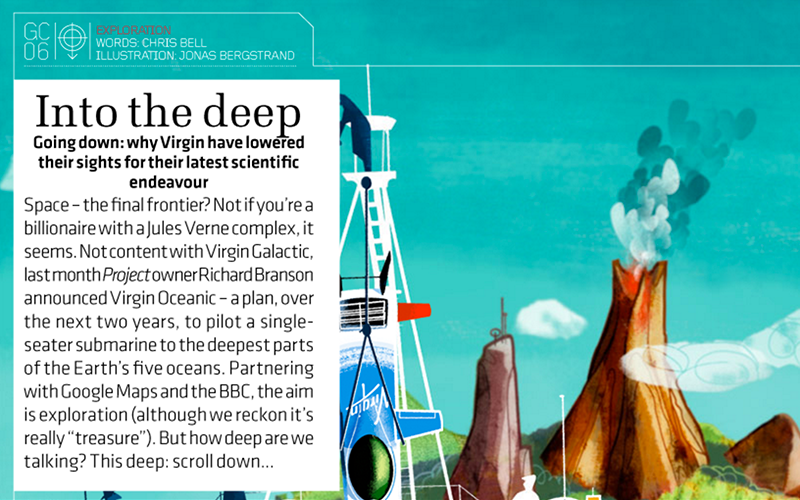 GC
06
EXPLORATION
WORDS: CHRIS BELL
ILLUSTRATION: JONAS BERGSTRAND
Into the deep
Going down: why Virgin have lowered
their sights for their latest scientific
endeavour
Space – the final frontier? Not if you’re a
billionaire with a Jules Verne complex, it
seems. Not content with Virgin Galactic,
last month Project owner Richard Branson
announced Virgin Oceanic – a plan, over
the next two years, to pilot a single-
seater submarine to the deepest parts
of the Earth’s five oceans. Partnering
with Google Maps and the BBC, the aim
is exploration (although we reckon it’s
really “treasure”). But how deep are we
talking? This deep: scroll down...
Virgin